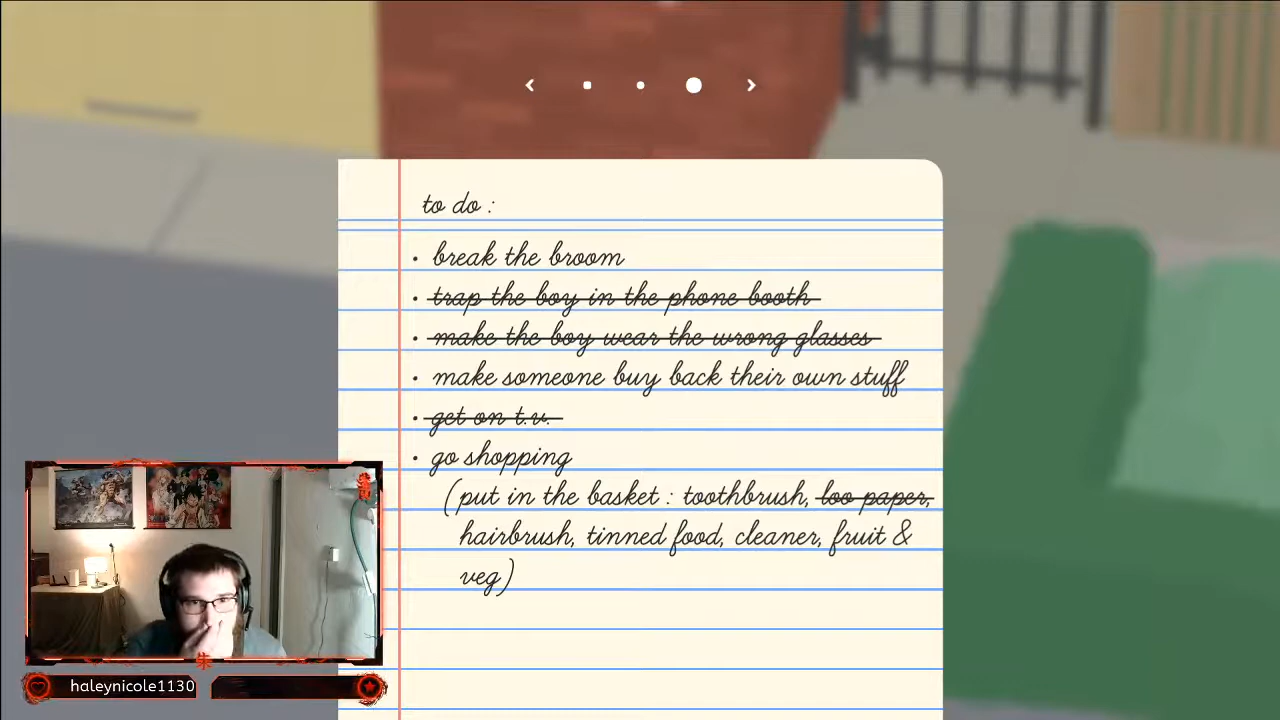 to do :
• break the broom
• trap the boy in the phone booth
• make the boy wear the wrong glasses
• make someone buy back their own stuff
• get on t.v.
• go shopping
(put in the basket : toothbrush, loo paper,
hairbrush, tinned food, cleaner, fruit &
veg)
haleynicole1130